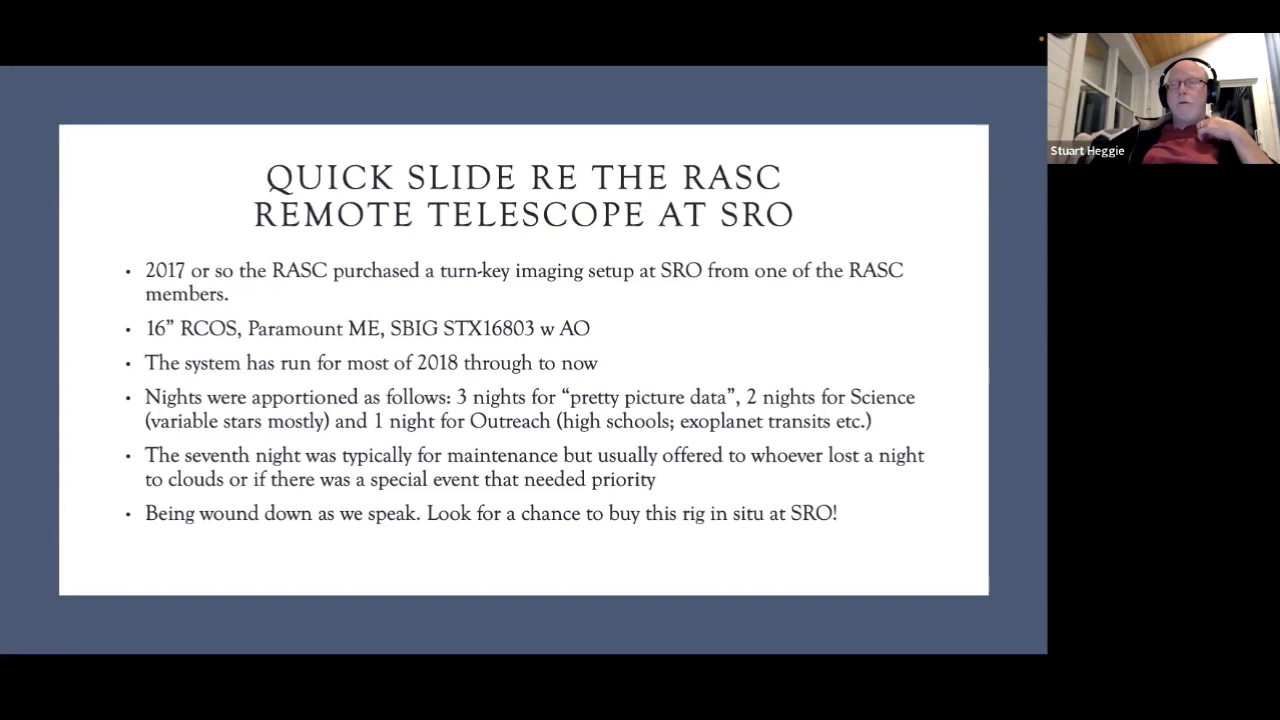 QUICK SLIDE RE THE RASC
REMOTE TELESCOPE AT SRO
• 2017 or so the RASC purchased a turn-key imaging setup at SRO from one of the RASC
members.
• 16” RCOS, Paramount ME, SBIG STX16803 w AO
• The system has run for most of 2018 through to now
• Nights were apportioned as follows: 3 nights for “pretty picture data”, 2 nights for Science
(variable stars mostly) and 1 night for Outreach (high schools; exoplanet transits etc.)
• The seventh night was typically for maintenance but usually offered to whoever lost a night
to clouds or if there was a special event that needed priority
• Being wound down as we speak. Look for a chance to buy this rig in situ at SRO!
Stuart Heggie